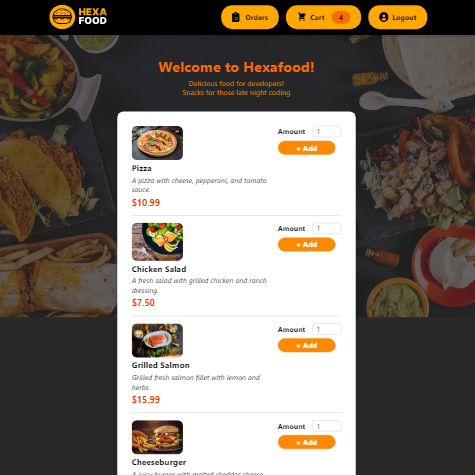 HEXA
FOOD
Orders
Cart 4
Logout
Welcome to Hexafood!
Delicious food for developers!
Snacks for those late night coding
Amount 1
+ Add
Pizza
A pizza with cheese, pepperoni, and tomato
sauce.
$10.99
Amount 1
+ Add
Chicken Salad
A fresh salad with grilled chicken and ranch
dressing.
$7.50
Amount 1
+ Add
Grilled Salmon
Grilled fresh salmon fillet with lemon and
herbs.
$15.99
Amount 1
+ Add
Cheeseburger
A juicy burger with melted cheddar cheese